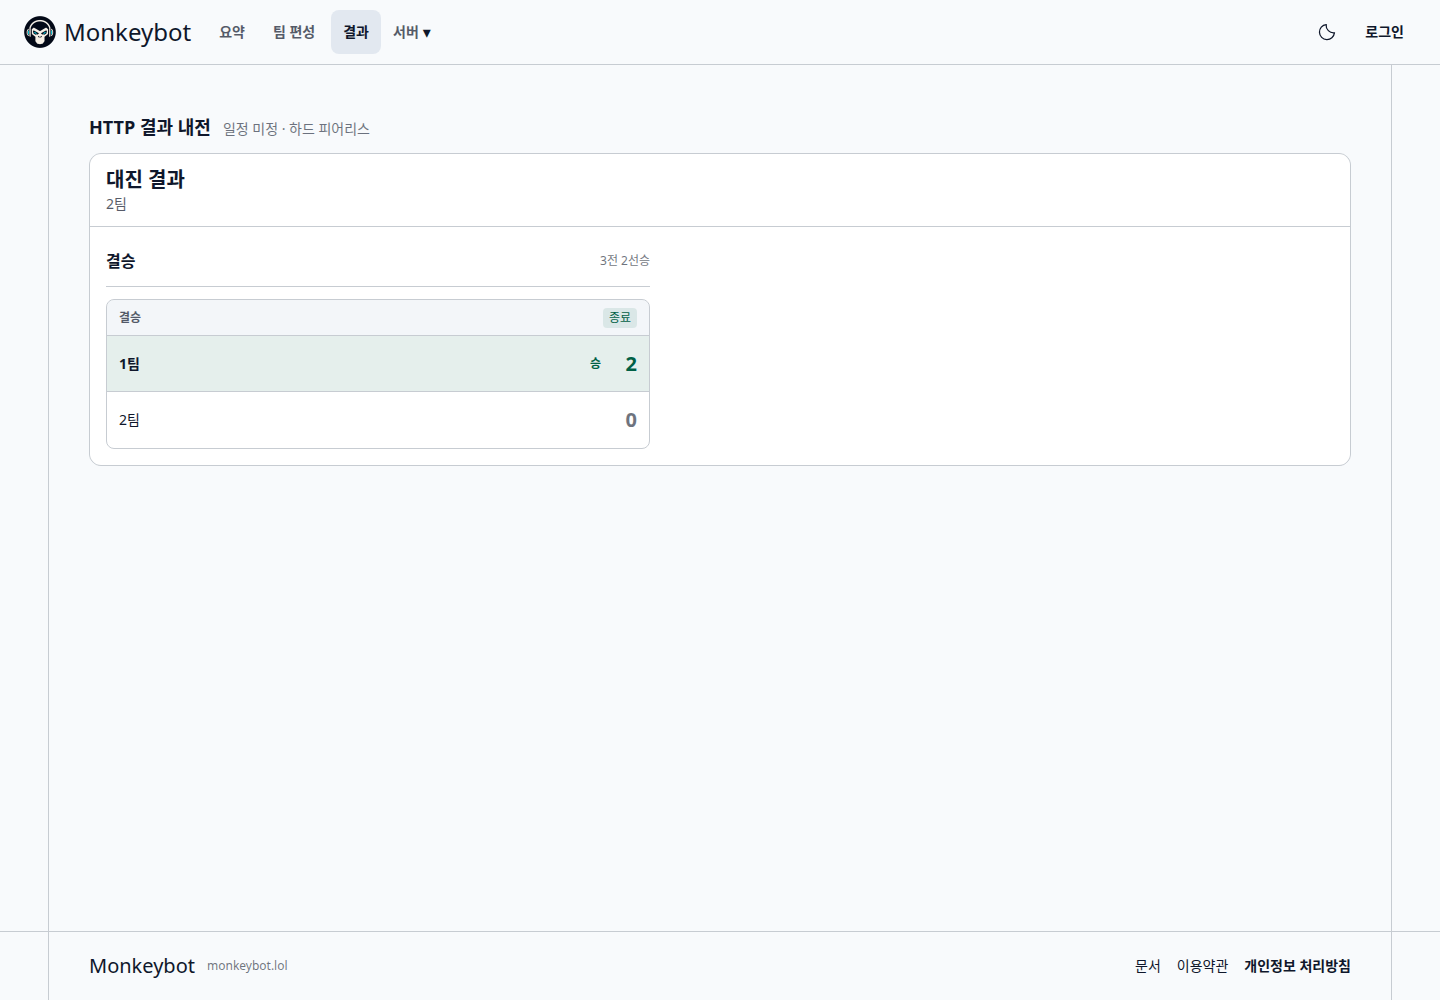 Monkeybot 요약 팀 편성 결과 서버 ▼ 로그인
HTTP 결과 내전 일정 미정 · 하드 피어리스
대진 결과
2팀
결승 3전 2선승
결승 종료
1팀 승 2
2팀 0
Monkeybot monkeybot.lol 문서 이용약관 개인정보 처리방침